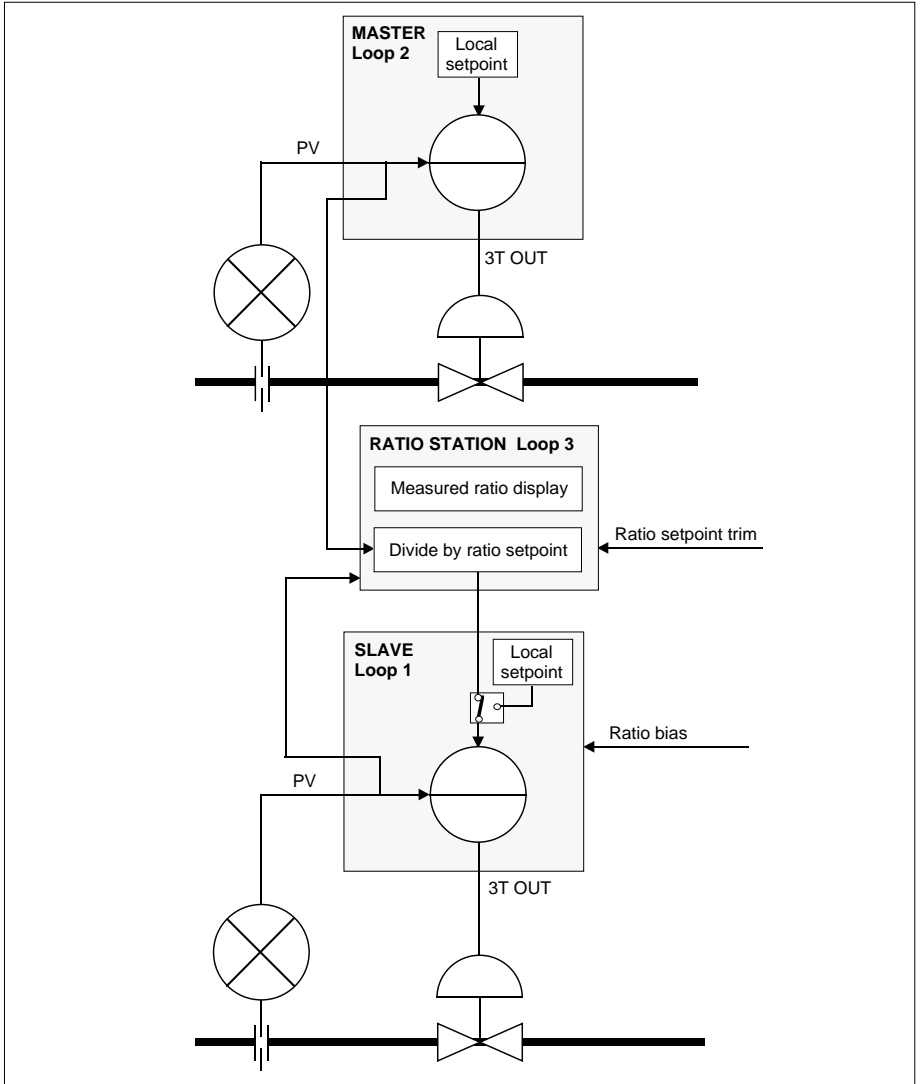 MASTER
Loop 2
Local
setpoint
PV
3T OUT
RATIO STATION Loop 3
Measured ratio display
Divide by ratio setpoint
Ratio setpoint trim
SLAVE
Loop 1
Local
setpoint
Ratio bias
PV
3T OUT